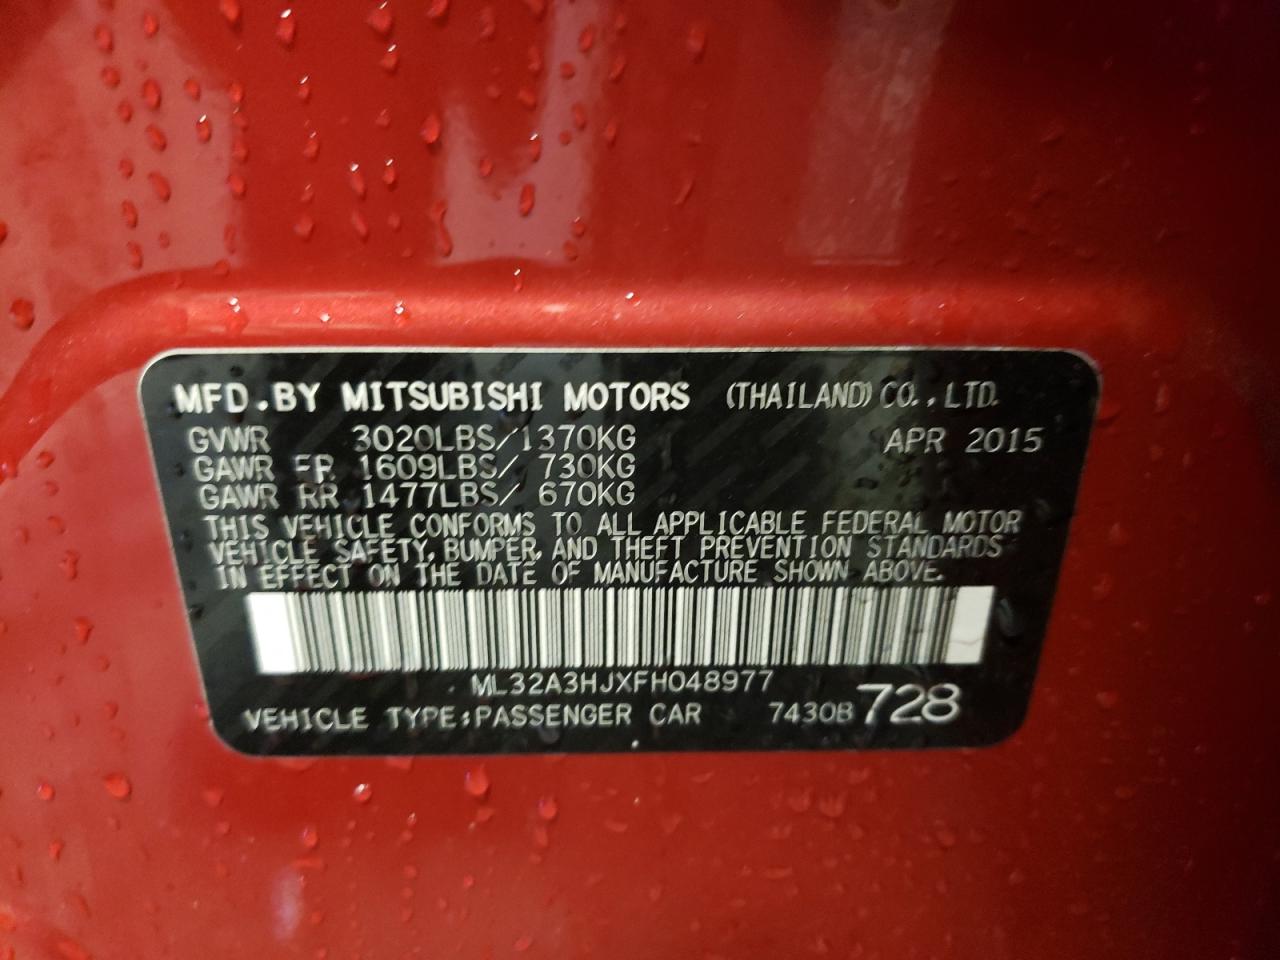 MFD.BY MITSUBISHI MOTORS (THAILAND) CO.,LTD.
GVWR 3020LBS/1370KG APR 2015
GAWR FR 1609LBS/ 730KG
GAWR RR 1477LBS/ 670KG
THIS VEHICLE CONFORMS TO ALL APPLICABLE FEDERAL MOTOR
VEHICLE SAFETY, BUMPER, AND THEFT PREVENTION STANDARDS
IN EFFECT ON THE DATE OF MANUFACTURE SHOWN ABOVE.
ML32A3HJXFH048977
VEHICLE TYPE:PASSENGER CAR 7430B 728